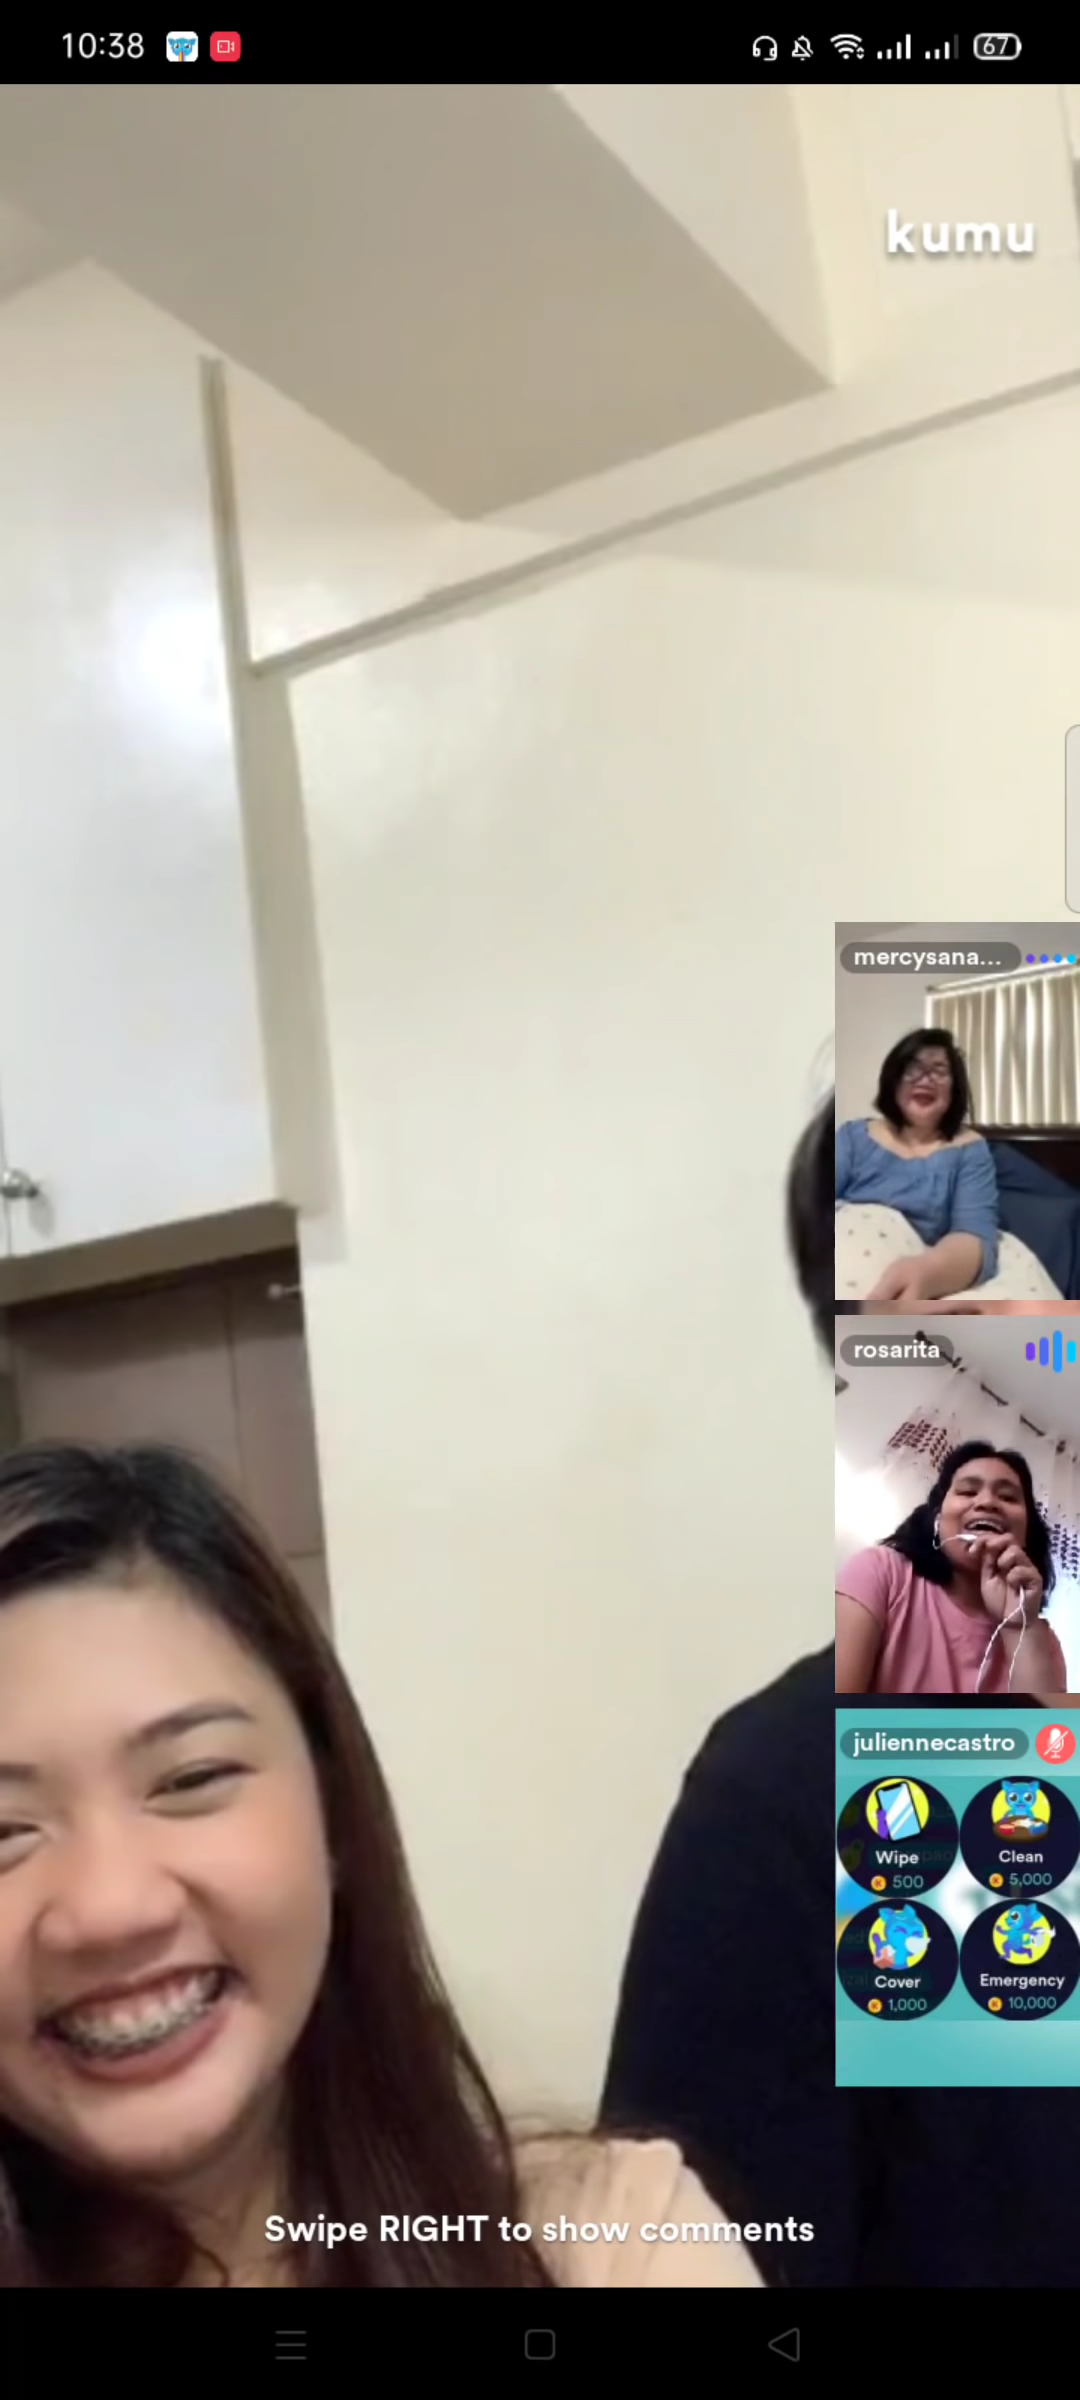 10:38
67
kumu
mercysana...
rosarita
juliennecastro
Wipe
500
Clean
5,000
Cover
1,000
Emergency
10,000
Swipe RIGHT to show comments